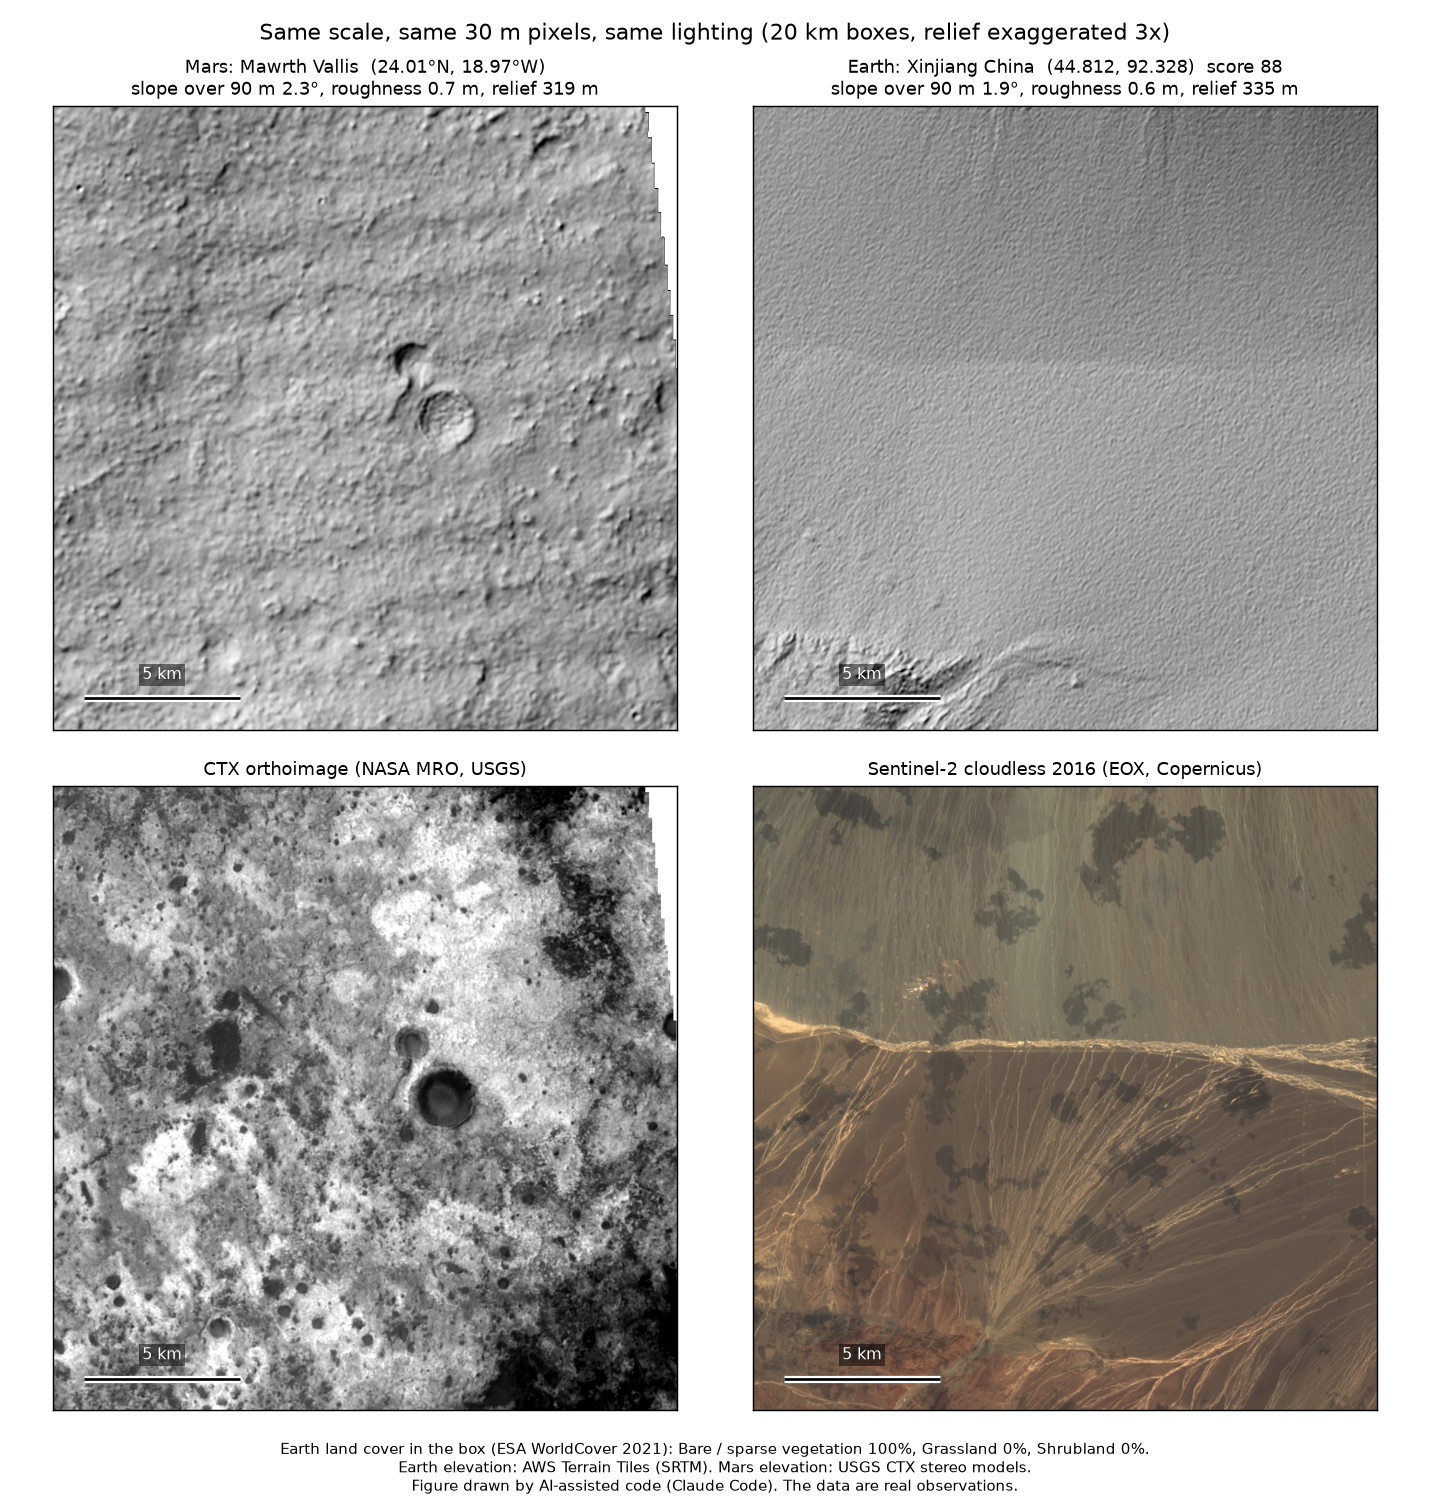 Same scale, same 30 m pixels, same lighting (20 km boxes, relief exaggerated 3x)
Mars: Mawrth Vallis (24.01°N, 18.97°W)
slope over 90 m 2.3°, roughness 0.7 m, relief 319 m
Earth: Xinjiang China (44.812, 92.328) score 88
slope over 90 m 1.9°, roughness 0.6 m, relief 335 m
5 km
5 km
CTX orthoimage (NASA MRO, USGS)
Sentinel-2 cloudless 2016 (EOX, Copernicus)
5 km
5 km
Earth land cover in the box (ESA WorldCover 2021): Bare / sparse vegetation 100%, Grassland 0%, Shrubland 0%.
Earth elevation: AWS Terrain Tiles (SRTM). Mars elevation: USGS CTX stereo models.
Figure drawn by AI-assisted code (Claude Code). The data are real observations.